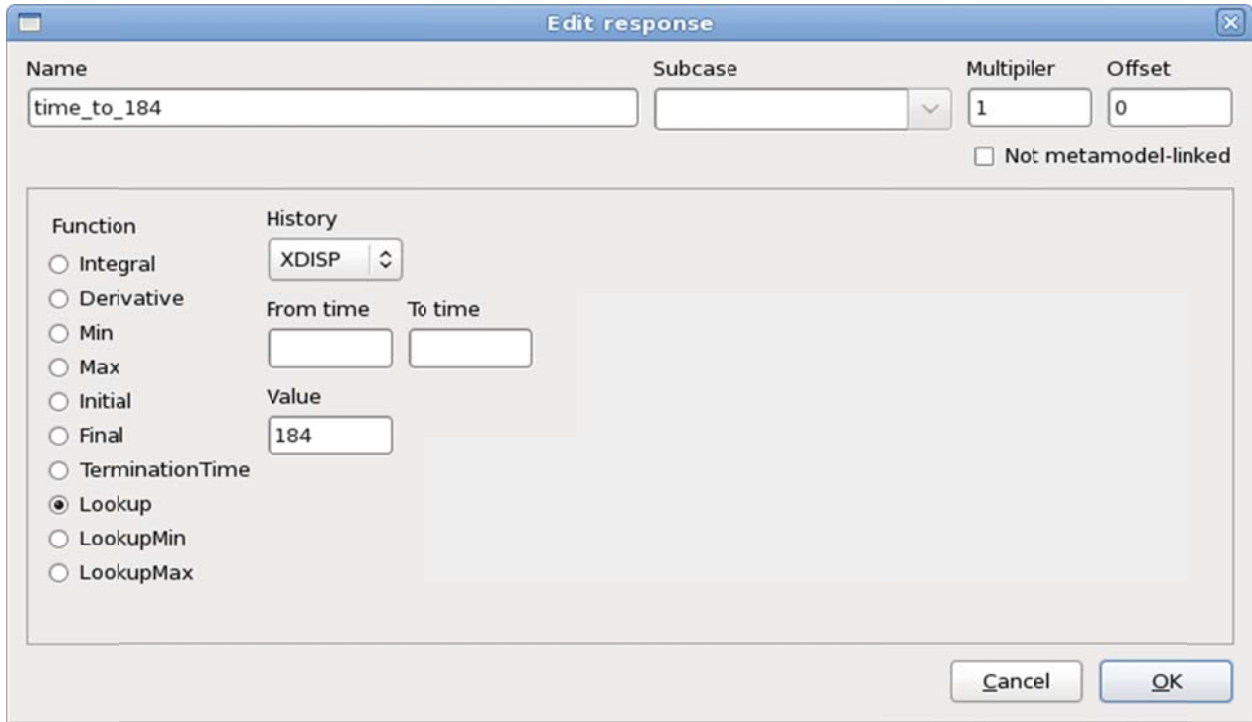 Edit response
Name Subcase Multipiler Offset
time_to_184 1 0
Not metamodel-linked
Function
History
Integral
XDISP
Derivative
From time To time
Min
Max
Initial
Value
Final
184
TerminationTime
Lookup
LookupMin
LookupMax
Cancel OK